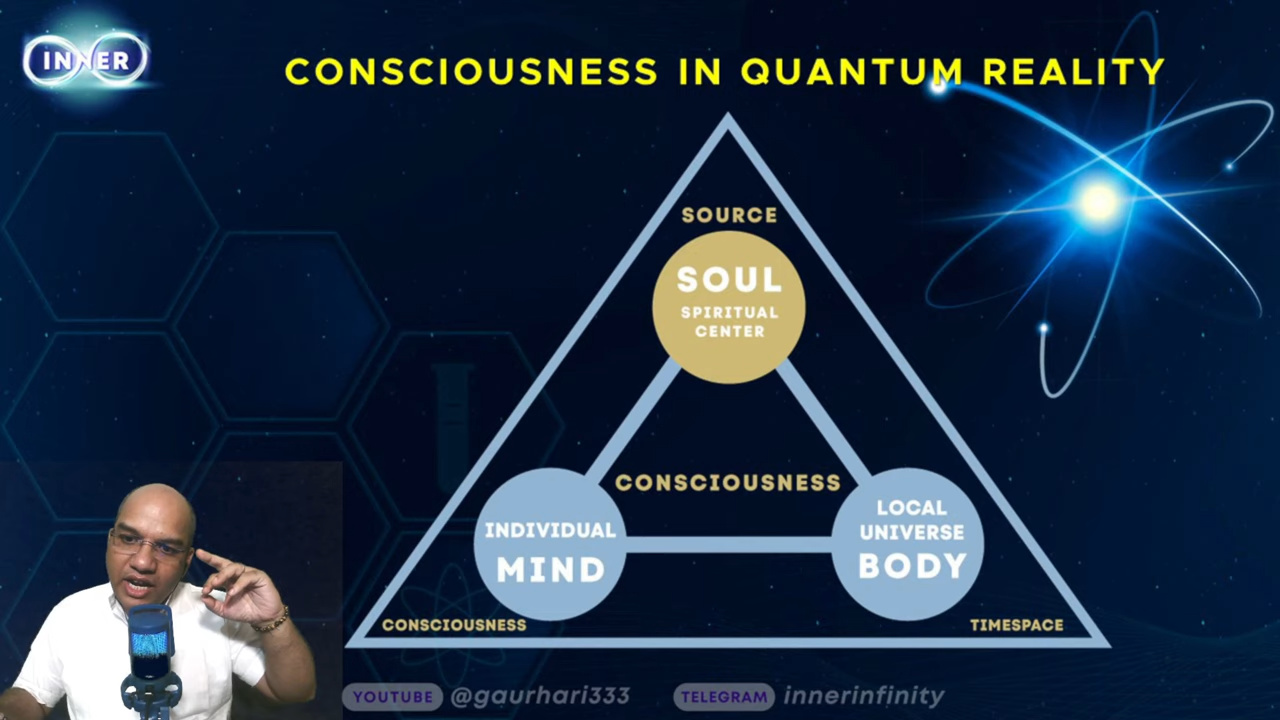 INNER
CONSCIOUSNESS IN QUANTUM REALITY
SOURCE
SOUL
SPIRITUAL
CENTER
CONSCIOUSNESS
INDIVIDUAL
MIND
LOCAL
UNIVERSE
BODY
CONSCIOUSNESS
TIMESPACE
YOUTUBE @gaurhari333 TELEGRAM innerinfinity